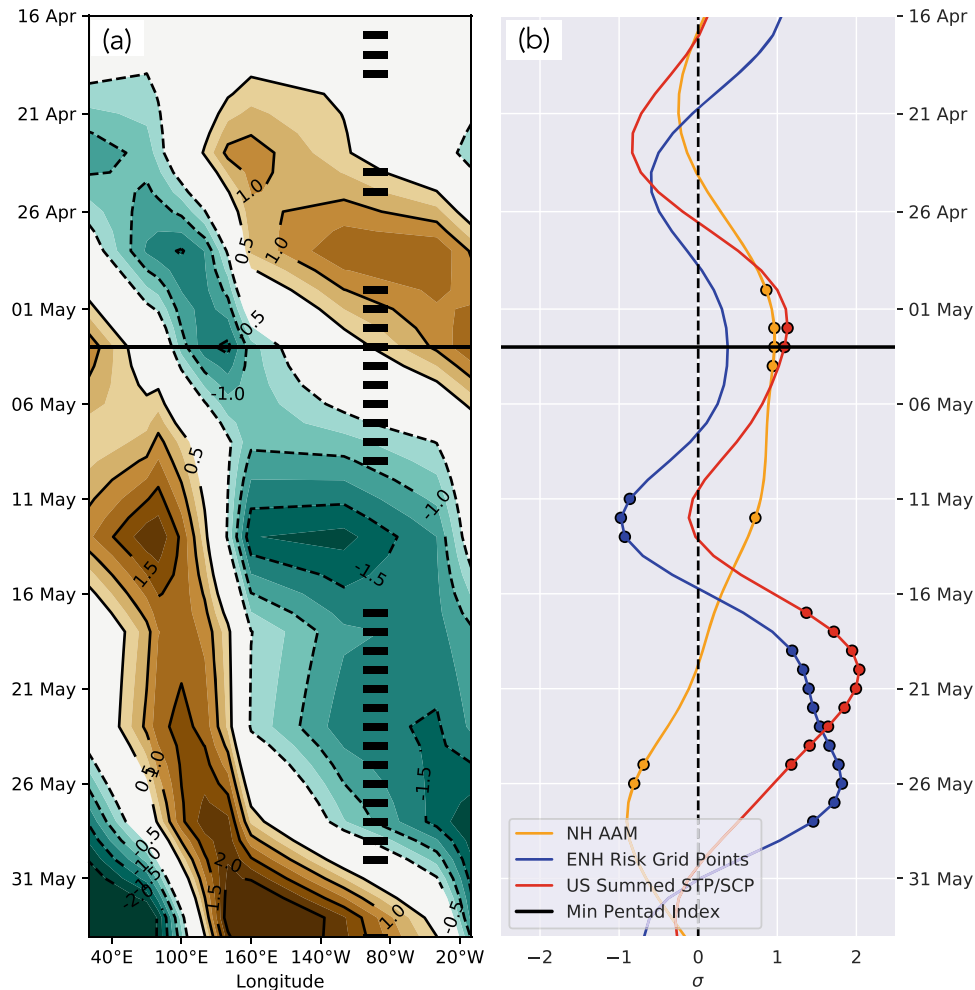 (a)
(b)
16 Apr
21 Apr
26 Apr
01 May
06 May
11 May
16 May
21 May
26 May
31 May
1.0
0.5
1.0
-0.5
-1.0
0.5
-1.0
1.5
-1.5
0.5
1.0
-1.5
-0.5
-1.0
-1.5
-2.0
2.0
1.5
1.0
-0.5
40°E
100°E
160°E
140°W
80°W
20°W
Longitude
NH AAM
ENH Risk Grid Points
US Summed STP/SCP
Min Pentad Index
−2
−1
0
1
2
σ
16 Apr
21 Apr
26 Apr
01 May
06 May
11 May
16 May
21 May
26 May
31 May